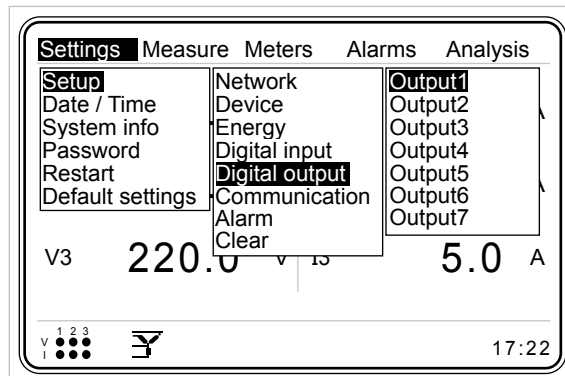 Settings Measure Meters Alarms Analysis
Setup
Date / Time
System info
Password
Restart
Default settings
Network
Device
Energy
Digital input
Digital output
Communication
Alarm
Clear
Output1
Output2
Output3
Output4
Output5
Output6
Output7
A
A
V3 220.0 V I3 5.0 A
1 2 3
V
I
17:22